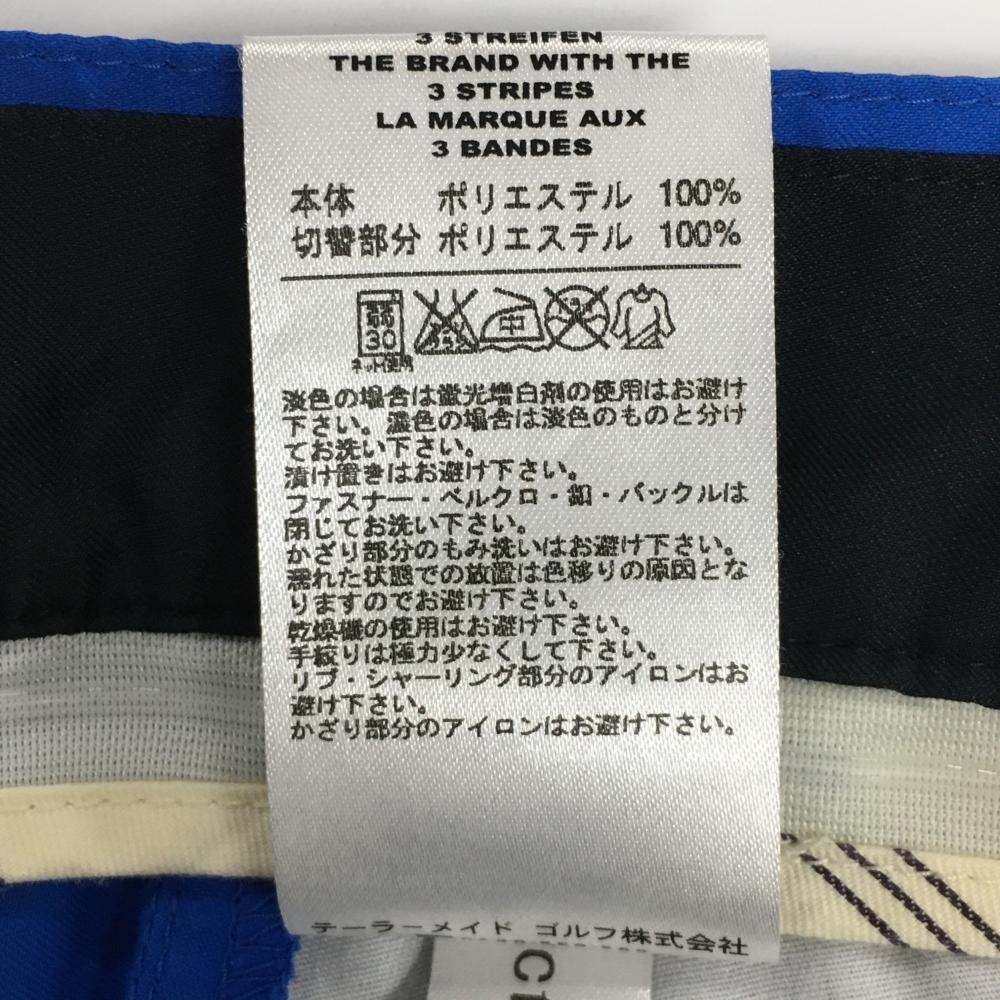 3 STREIFEN
THE BRAND WITH THE
3 STRIPES
LA MARQUE AUX
3 BANDES
本体 ポリエステル 100%
切替部分 ポリエステル 100%
30
中
ネット使用
淡色の場合は蛍光増白剤の使用はお避け
下さい。濃色の場合は淡色のものと分け
てお洗い下さい。
漬け置きはお避け下さい。
ファスナー・ベルクロ・釦・バックルは
閉じてお洗い下さい。
かざり部分のもみ洗いはお避け下さい。
濡れた状態での放置は色移りの原因とな
りますのでお避け下さい。
乾燥機の使用はお避け下さい。
手絞りは極力少なくして下さい。
リブ・シャーリング部分のアイロンはお
避け下さい。
かざり部分のアイロンはお避け下さい。
テーラーメイド ゴルフ株式会社